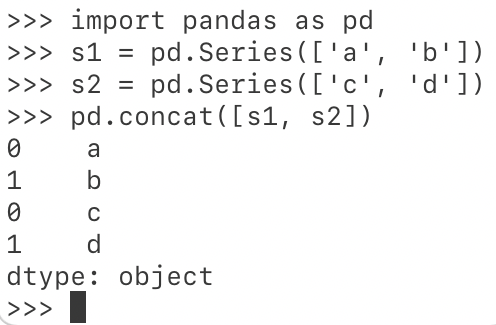 >>> import pandas as pd
>>> s1 = pd.Series(['a', 'b'])
>>> s2 = pd.Series(['c', 'd'])
>>> pd.concat([s1, s2])
0    a
1    b
0    c
1    d
dtype: object
>>>